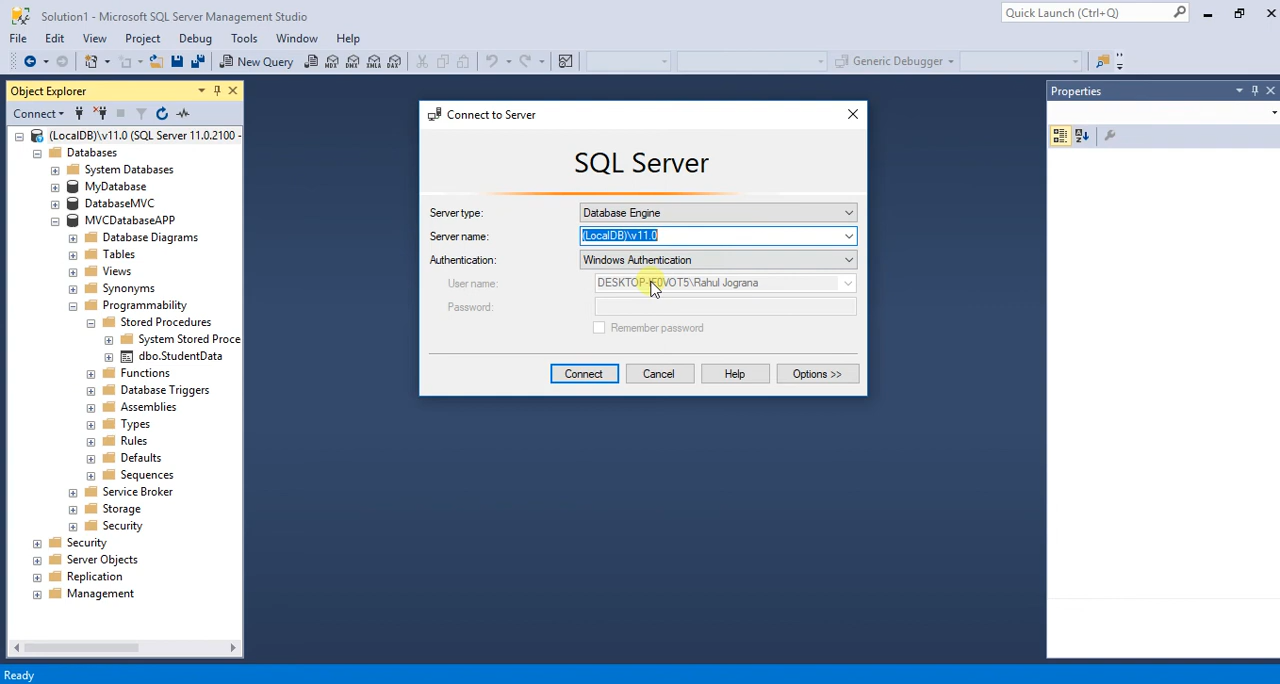 Solution1 - Microsoft SQL Server Management Studio
Quick Launch (Ctrl+Q)
File Edit View Project Debug Tools Window Help
New Query
MDX DMX XMLA DAX
Generic Debugger
Object Explorer
Connect
(LocalDB)\v11.0 (SQL Server 11.0.2100 -
Databases
System Databases
MyDatabase
DatabaseMVC
MVCDatabaseAPP
Database Diagrams
Tables
Views
Synonyms
Programmability
Stored Procedures
System Stored Proce
dbo.StudentData
Functions
Database Triggers
Assemblies
Types
Rules
Defaults
Sequences
Service Broker
Storage
Security
Security
Server Objects
Replication
Management
Connect to Server
SQL Server
Server type: Database Engine
Server name: (LocalDB)\v11.0
Authentication: Windows Authentication
User name: Jograna
Password:
Remember password
Connect Cancel Help Options >>
Properties
Ready